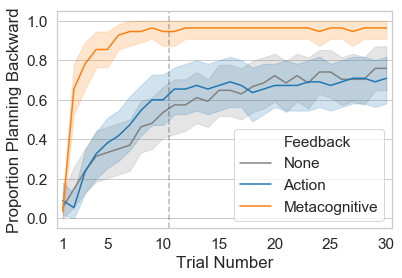 Proportion Planning Backward
1.0
0.8
0.6
0.4
0.2
0.0
Feedback
None
Action
Metacognitive
1 5 10 15 20 25 30
Trial Number